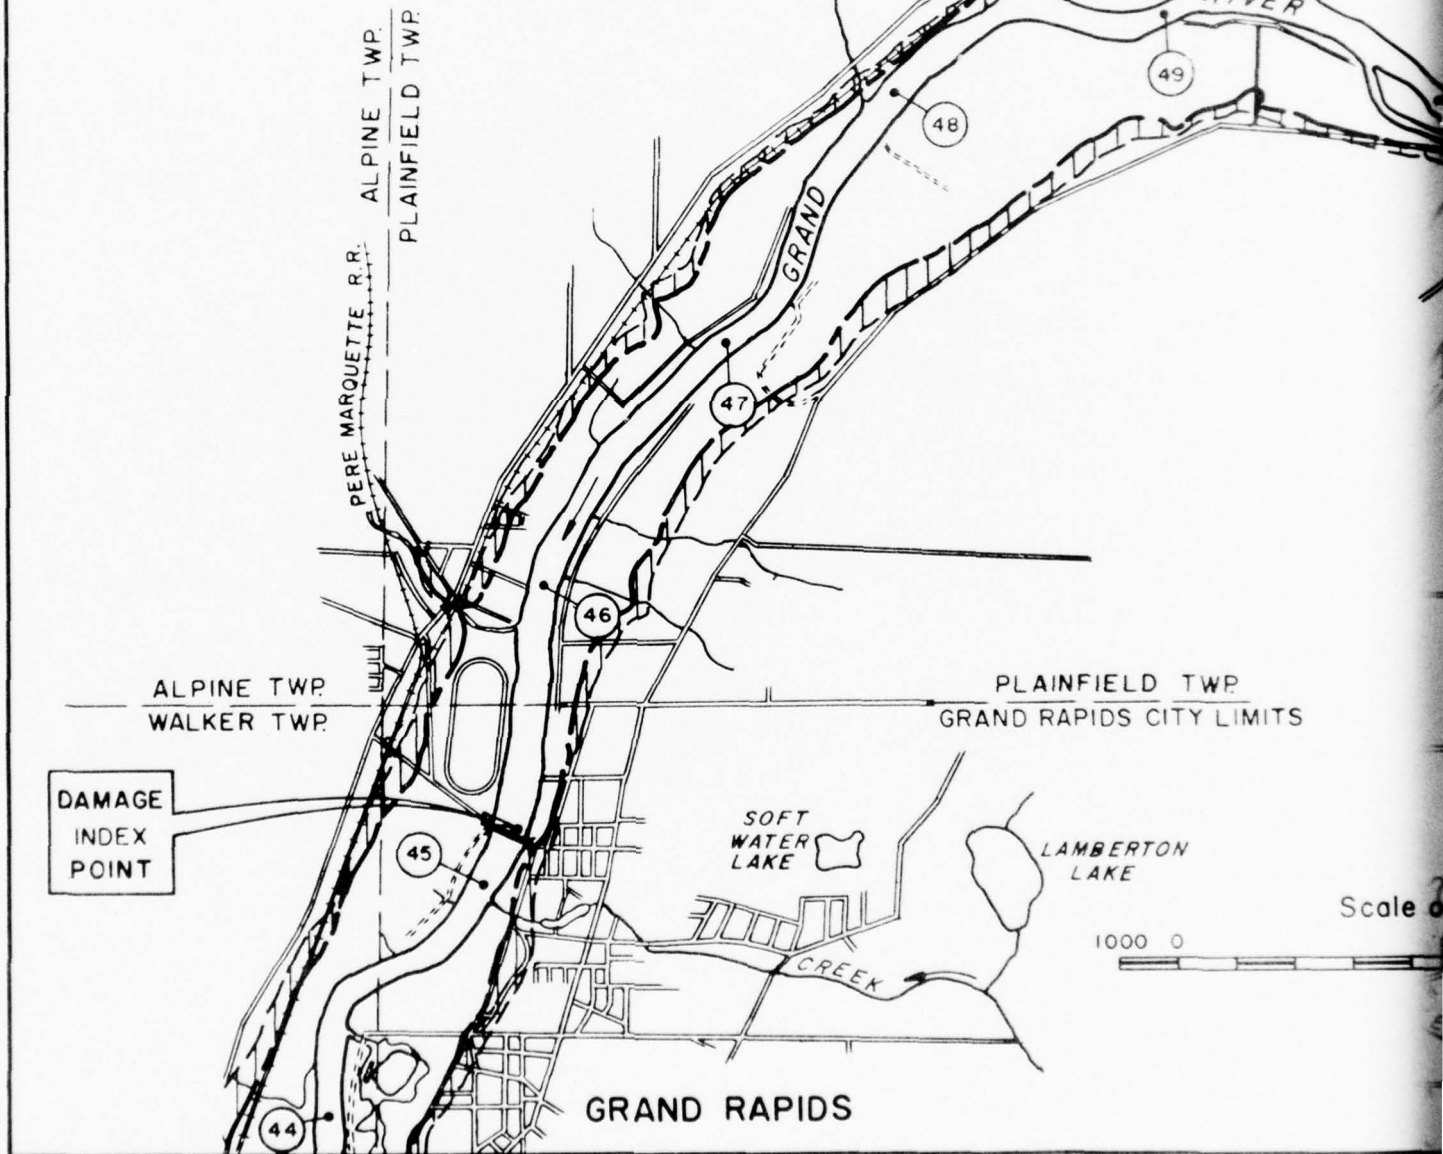 RIVER
49
48
ALPINE TWP.
PLAINFIELD TWP.
GRAND
PERE MARQUETTE R.R.
47
46
ALPINE TWP.
WALKER TWP.
PLAINFIELD TWP.
GRAND RAPIDS CITY LIMITS
DAMAGE
INDEX
POINT
45
SOFT
WATER
LAKE
LAMBERTON
LAKE
Scale
1000 0
CREEK
GRAND RAPIDS
44